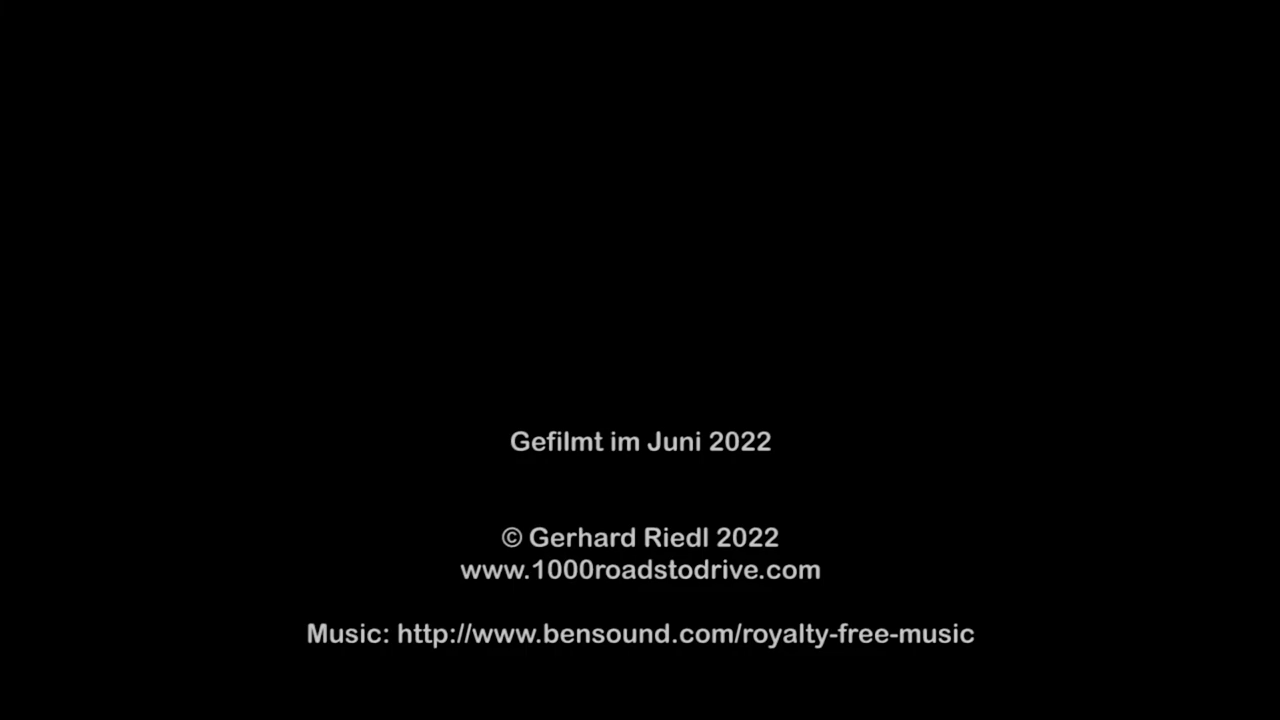 Gefilmt im Juni 2022
© Gerhard Riedl 2022
www.1000roadstodrive.com
Music: http://www.bensound.com/royalty-free-music